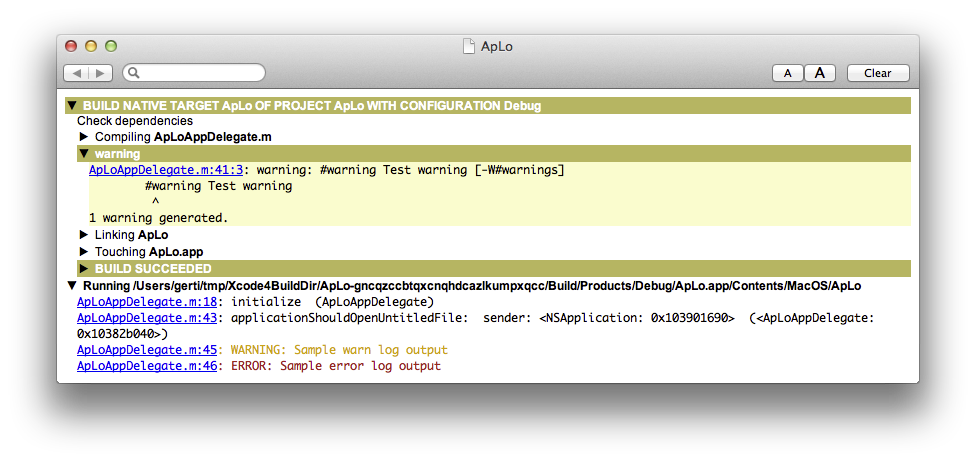 ApLo
A A Clear
BUILD NATIVE TARGET ApLo OF PROJECT ApLo WITH CONFIGURATION Debug
Check dependencies
Compiling ApLoAppDelegate.m
warning
ApLoAppDelegate.m:41:3: warning: #warning Test warning [-W#warnings]
#warning Test warning
^
1 warning generated.
Linking ApLo
Touching ApLo.app
BUILD SUCCEEDED
Running /Users/gerti/tmp/Xcode4BuildDir/ApLo-gncqzccbtqxcnqhdcazlkumpxqcc/Build/Products/Debug/ApLo.app/Contents/MacOS/ApLo
ApLoAppDelegate.m:18: initialize (ApLoAppDelegate)
ApLoAppDelegate.m:43: applicationShouldOpenUntitledFile: sender: <NSApplication: 0x103901690> (<ApLoAppDelegate:
0x10382b040>)
ApLoAppDelegate.m:45: WARNING: Sample warn log output
ApLoAppDelegate.m:46: ERROR: Sample error log output